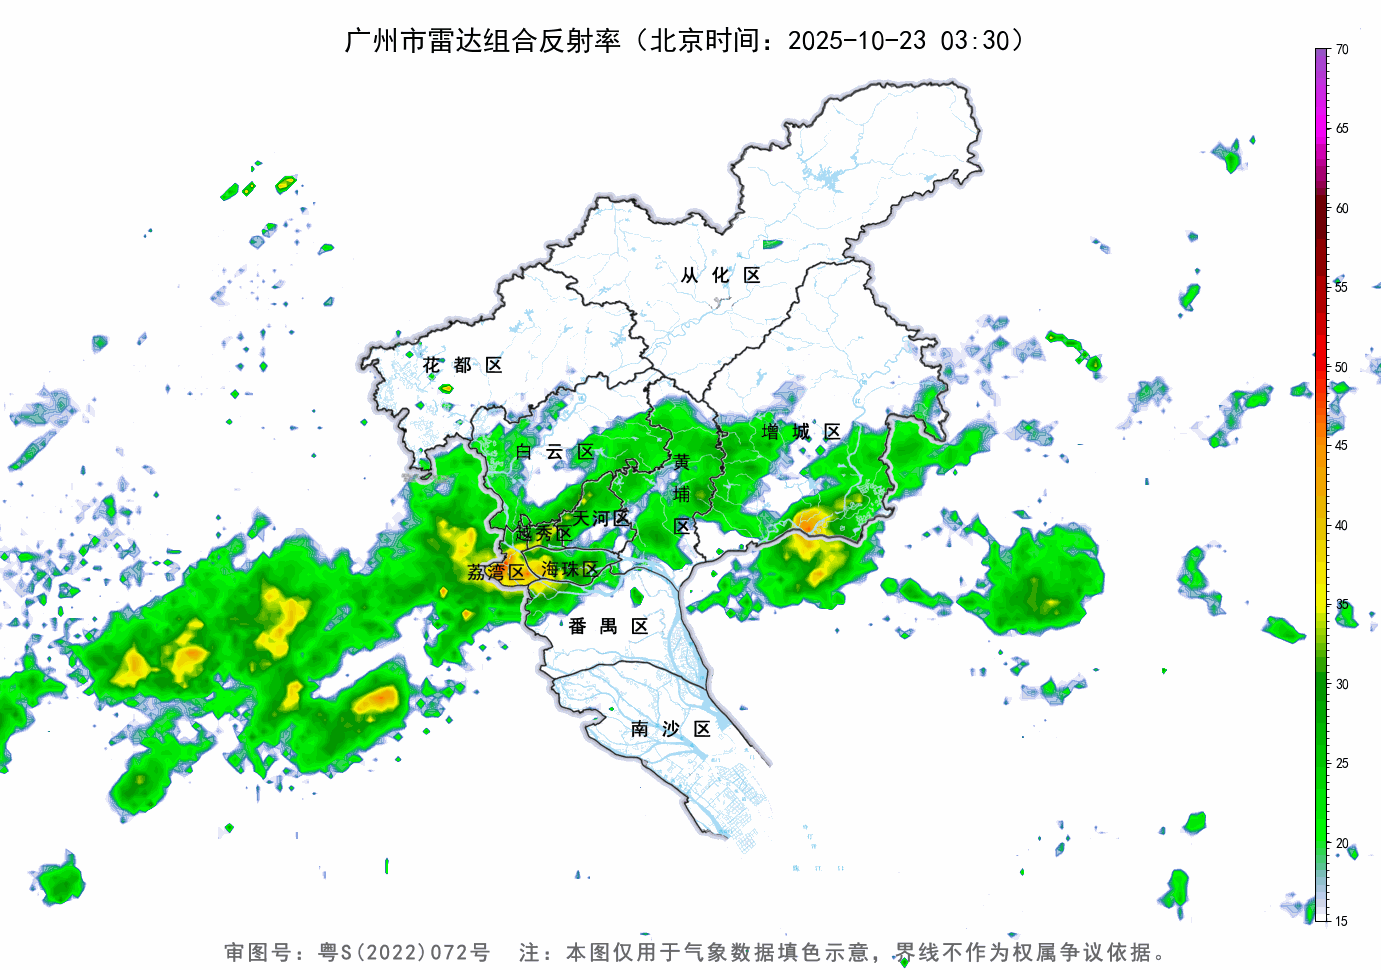 广州市雷达组合反射率（北京时间：2025-10-23 03:30）
70
65
60
55
50
45
40
35
30
25
20
15
从化区
花都区
增城区
白云区
黄埔区
天河区
越秀区
荔湾区
海珠区
番禺区
南沙区
审图号：粤S(2022)072号 注：本图仅用于气象数据填色示意，界线不作为权属争议依据。